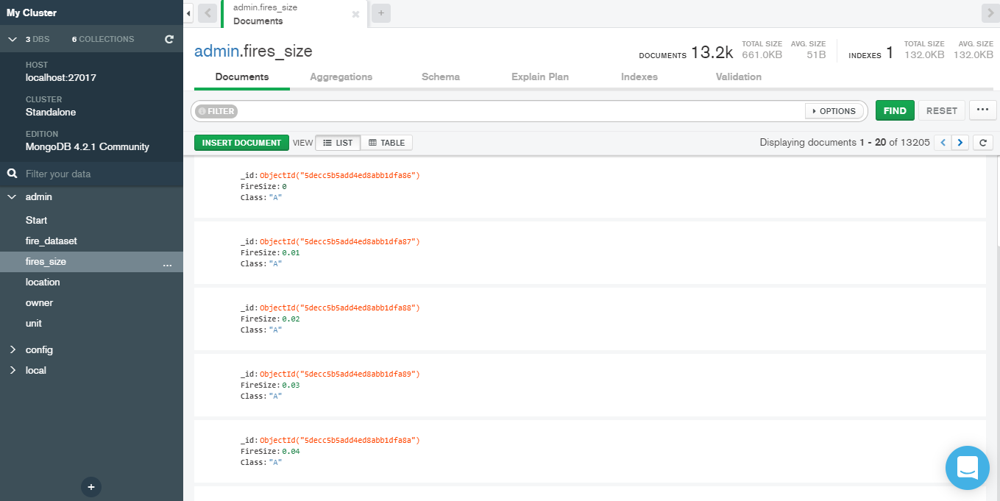 My Cluster
3 DBS 6 COLLECTIONS
HOST
localhost:27017
CLUSTER
Standalone
EDITION
MongoDB 4.2.1 Community
Filter your data
admin
Start
fire_dataset
fires_size ...
location
owner
unit
config
local
+
admin.fires_size
Documents
+
admin.fires_size
DOCUMENTS 13.2k TOTAL SIZE 661.0KB AVG. SIZE 51B
INDEXES 1 TOTAL SIZE 132.0KB AVG. SIZE 132.0KB
Documents Aggregations Schema Explain Plan Indexes Validation
FILTER OPTIONS FIND RESET ...
INSERT DOCUMENT VIEW LIST TABLE Displaying documents 1 - 20 of 13205
_id: ObjectId("5decc5b5add4ed8abb1dfa86")
FireSize: 0
Class: "A"
_id: ObjectId("5decc5b5add4ed8abb1dfa87")
FireSize: 0.01
Class: "A"
_id: ObjectId("5decc5b5add4ed8abb1dfa88")
FireSize: 0.02
Class: "A"
_id: ObjectId("5decc5b5add4ed8abb1dfa89")
FireSize: 0.03
Class: "A"
_id: ObjectId("5decc5b5add4ed8abb1dfa8a")
FireSize: 0.04
Class: "A"